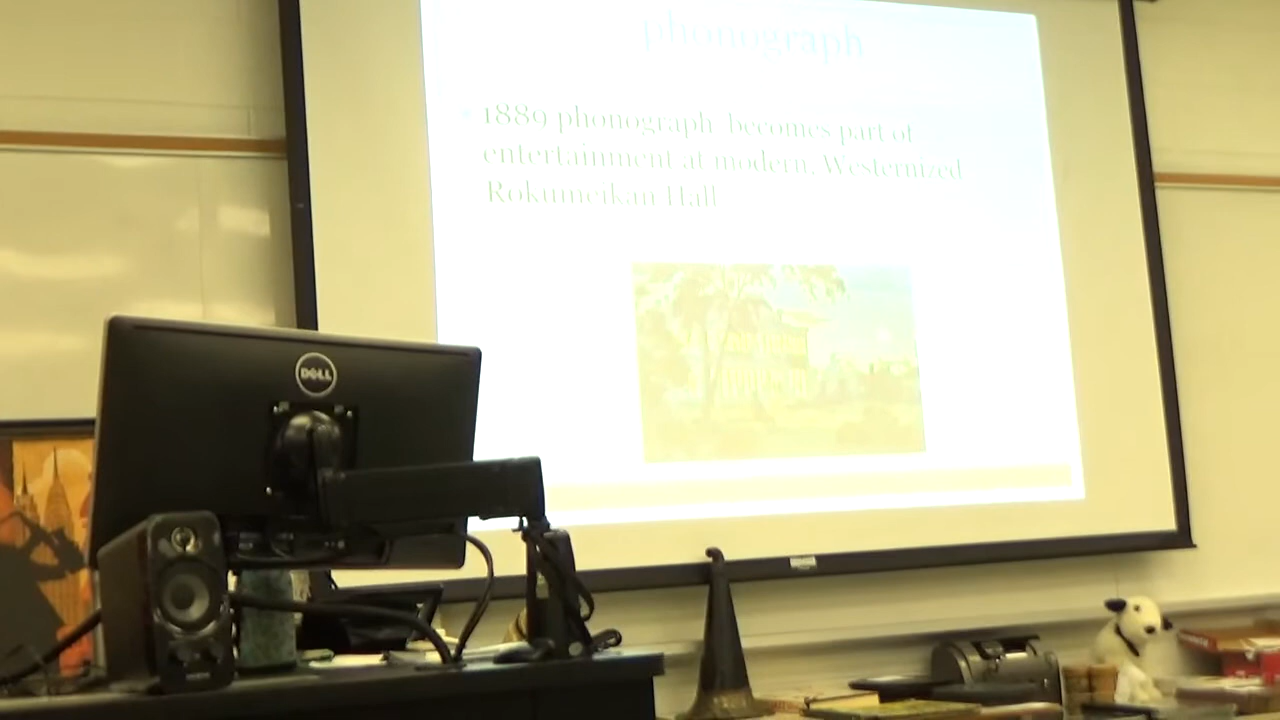 phonograph
1889 phonograph becomes part of
entertainment at modern, Westernized
Rokumeikan Hall
DELL